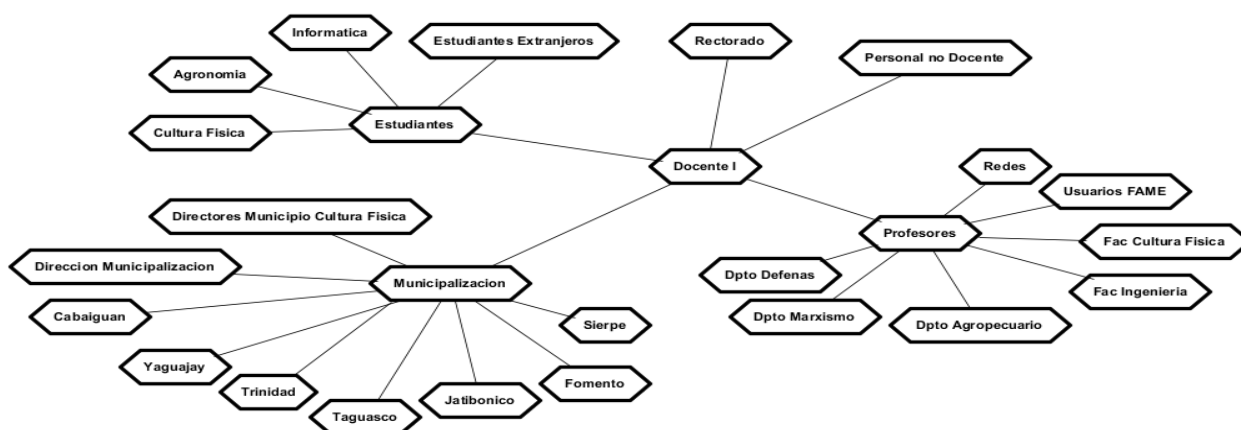 Informatica
Estudiantes Extranjeros
Rectorado
Personal no Docente
Agronomia
Estudiantes
Cultura Fisica
Docente I
Redes
Usuarios FAME
Directores Municipio Cultura Fisica
Profesores
Fac Cultura Fisica
Direccion Municipalizacion
Municipalizacion
Dpto Defenas
Fac Ingenieria
Cabaiguan
Sierpe
Dpto Marxismo
Dpto Agropecuario
Yaguajay
Trinidad
Fomento
Taguasco
Jatibonico